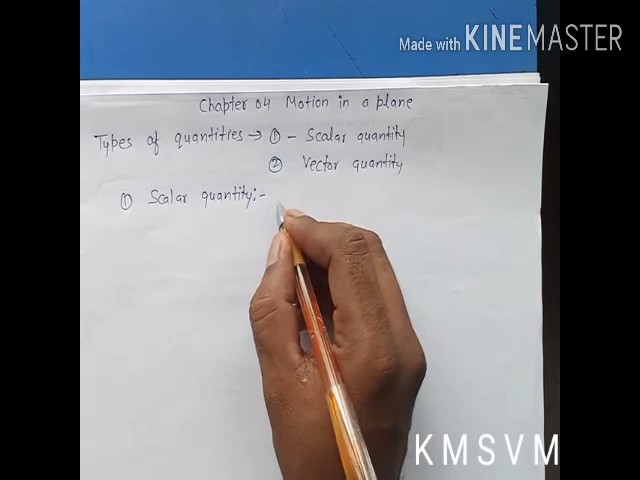 Made with KINEMASTER
Chapter 04 Motion in a plane
Types of quantities → ① - Scalar quantity
② Vector quantity
① Scalar quantity:-
KMSVM